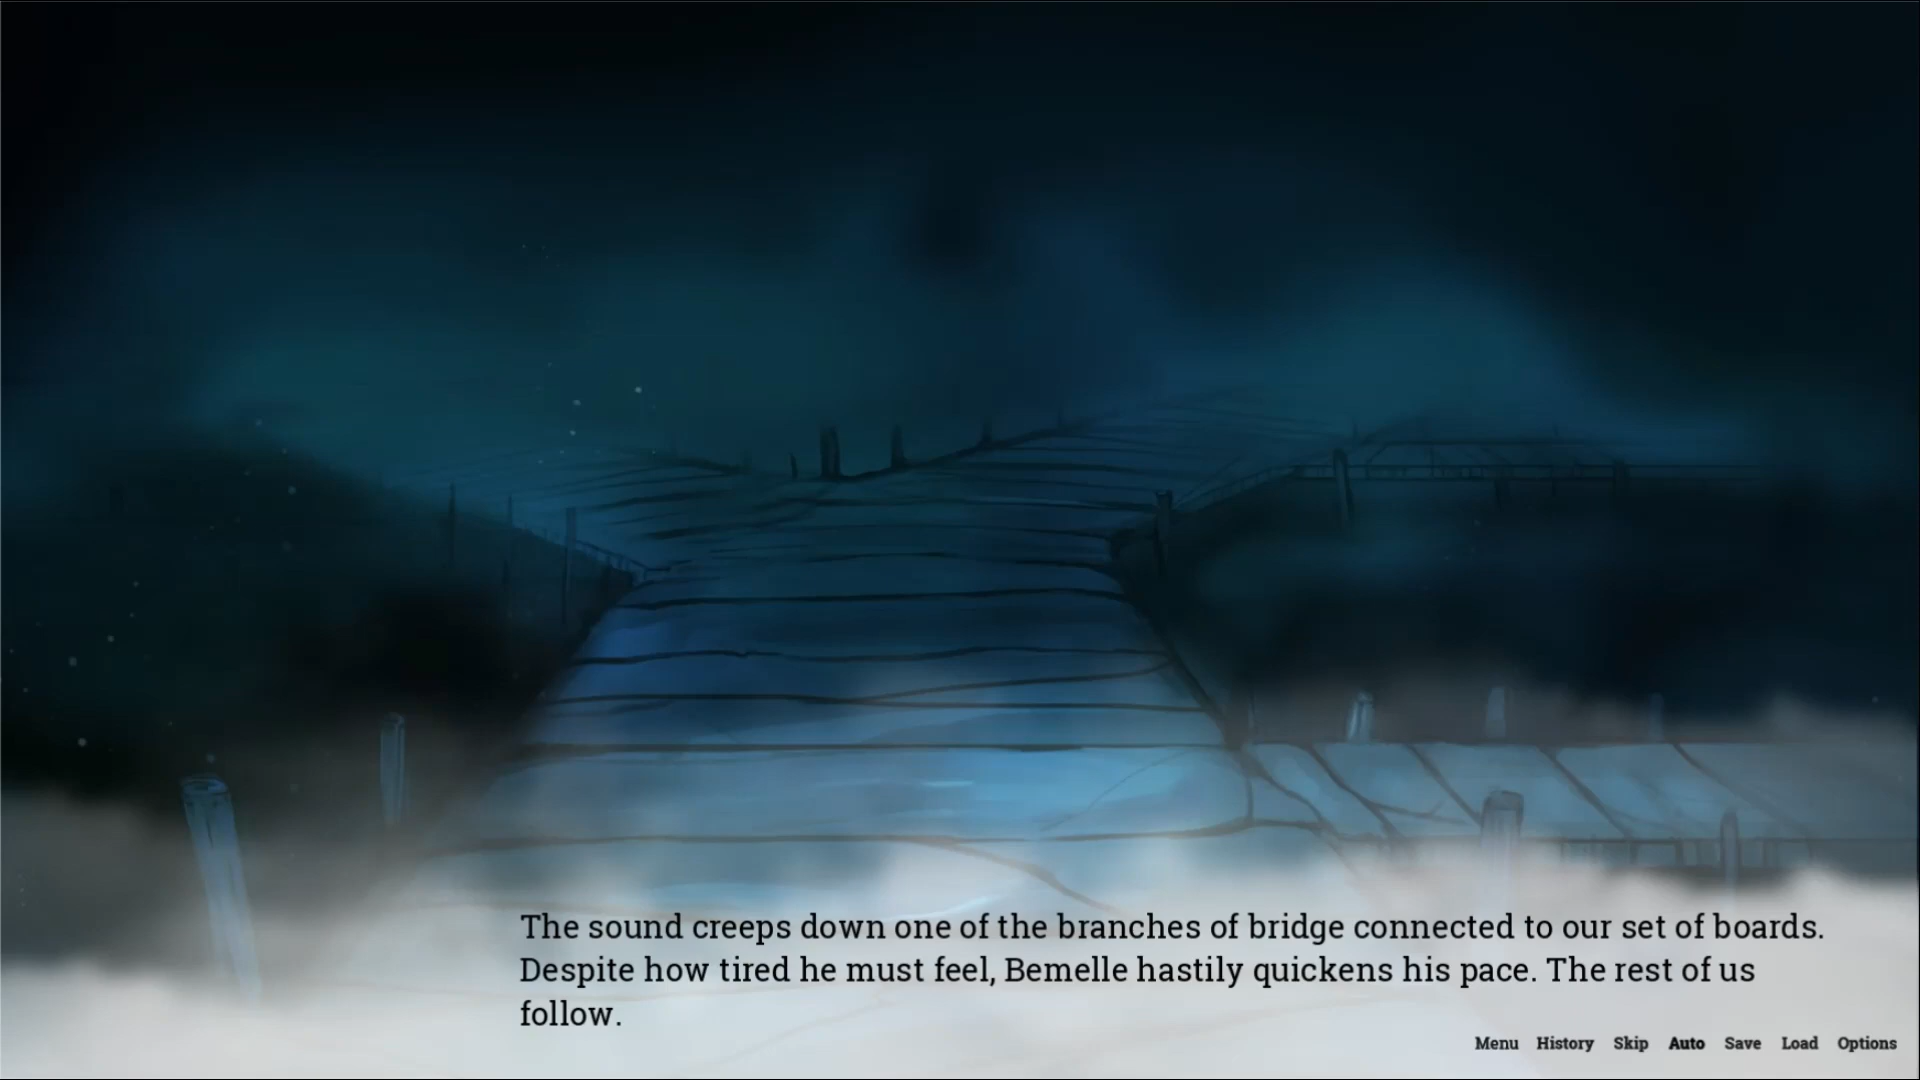 The sound creeps down one of the branches of bridge connected to our set of boards.
Despite how tired he must feel, Bemelle hastily quickens his pace. The rest of us
follow.
Menu History Skip Auto Save Load Options